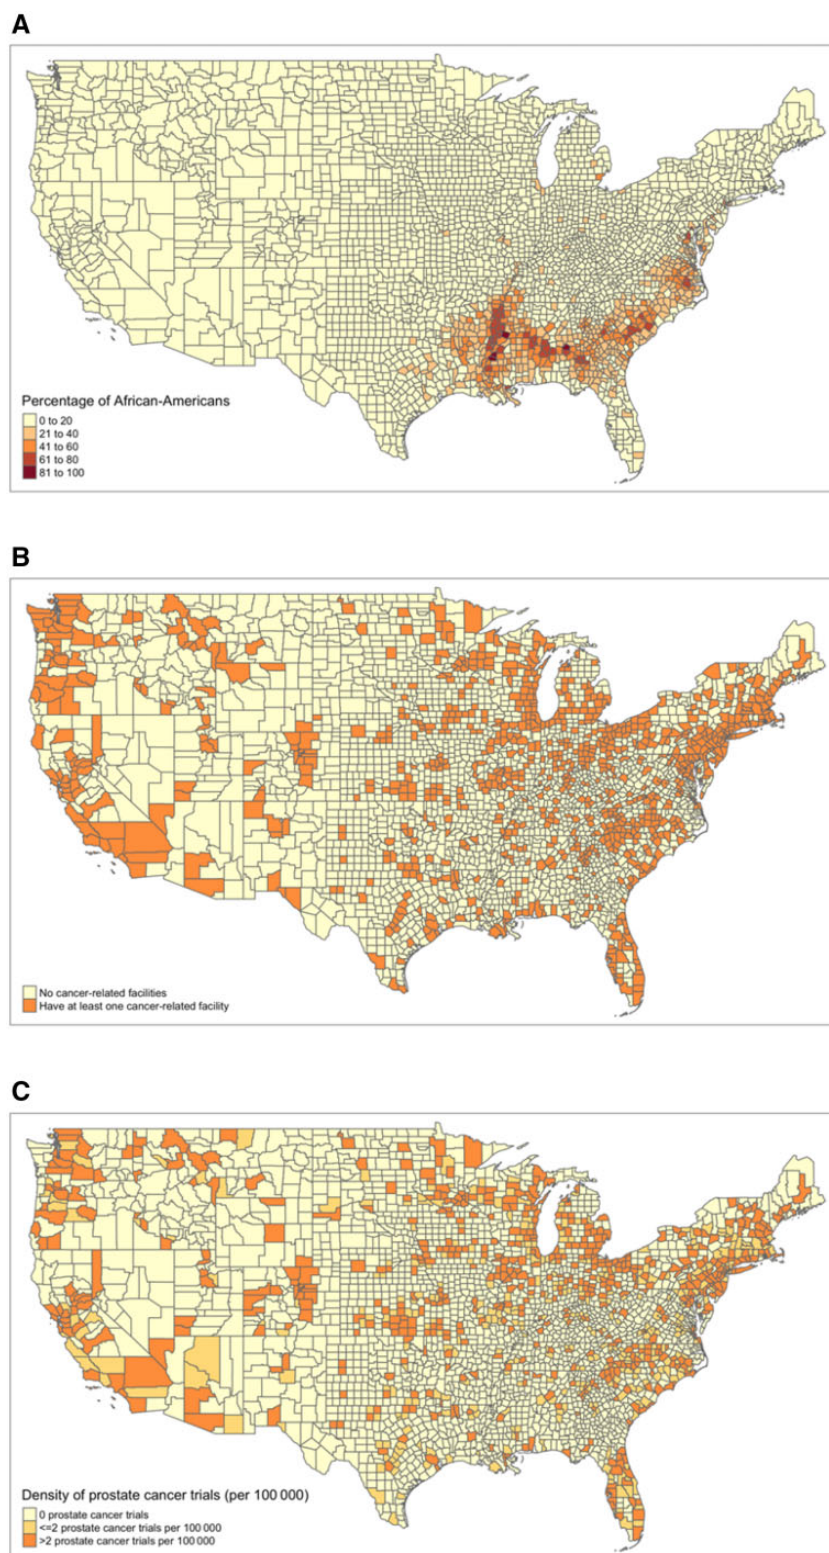 A
Percentage of African-Americans
0 to 20
21 to 40
41 to 60
61 to 80
81 to 100
B
No cancer-related facilities
Have at least one cancer-related facility
C
Density of prostate cancer trials (per 100 000)
0 prostate cancer trials
<=2 prostate cancer trials per 100 000
>2 prostate cancer trials per 100 000